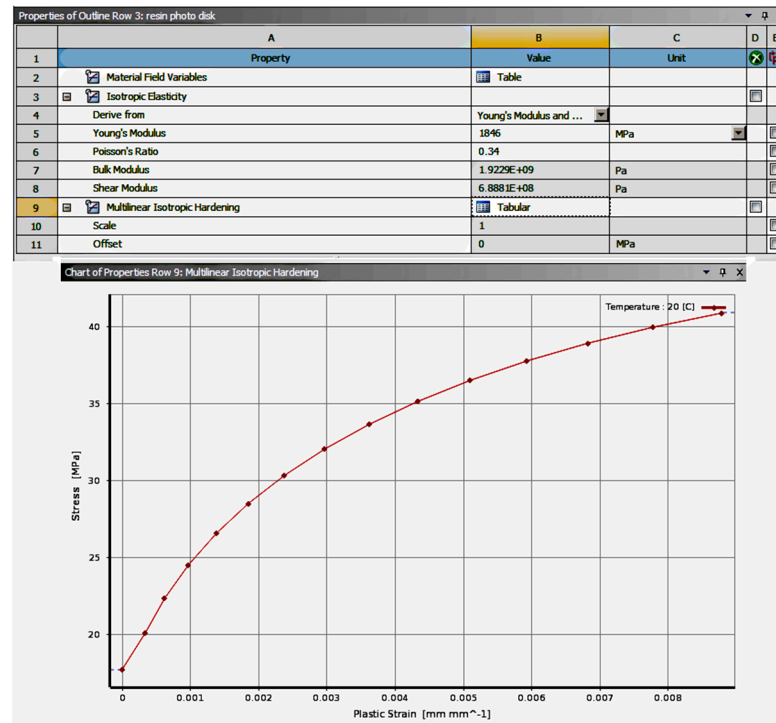 Properties of Outline Row 3: resin photo disk
A B C D E
1 Property Value Unit
2 Material Field Variables Table
3 Isotropic Elasticity
4 Derive from Young's Modulus and ...
5 Young's Modulus 1846 MPa
6 Poisson's Ratio 0.34
7 Bulk Modulus 1.9229E+09 Pa
8 Shear Modulus 6.8881E+08 Pa
9 Multilinear Isotropic Hardening Tabular
10 Scale 1
11 Offset 0 MPa
Chart of Properties Row 9: Multilinear Isotropic Hardening
Temperature : 20 [C]
40
35
30
25
20
Stress [MPa]
0 0.001 0.002 0.003 0.004 0.005 0.006 0.007 0.008
Plastic Strain [mm mm^-1]